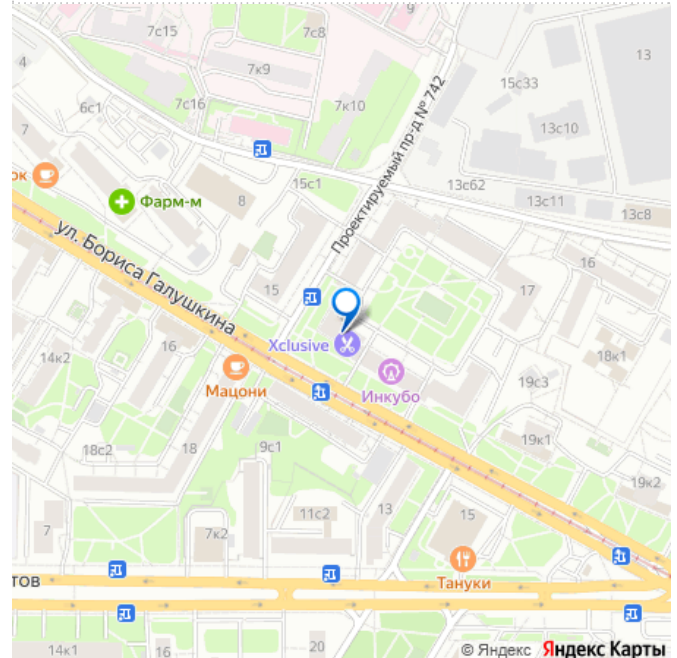 9
7с15
7с8
13
4
7к9
15с33
7с16
7к10
6с1
13с10
Проектируемый пр-д № 742
7
ок
15с1
13с62
Фарм-м
8
13с11
13с8
ул. Бориса Галушкина
16
15
17
Xclusive
14к2
16
18к1
Мацони
Инкубо
19с3
18с2
18
9с1
19к1
19к2
11с2
13
15
7
7к2
Тануки
тов
14к1
16
20
© Яндекс Яндекс Карты